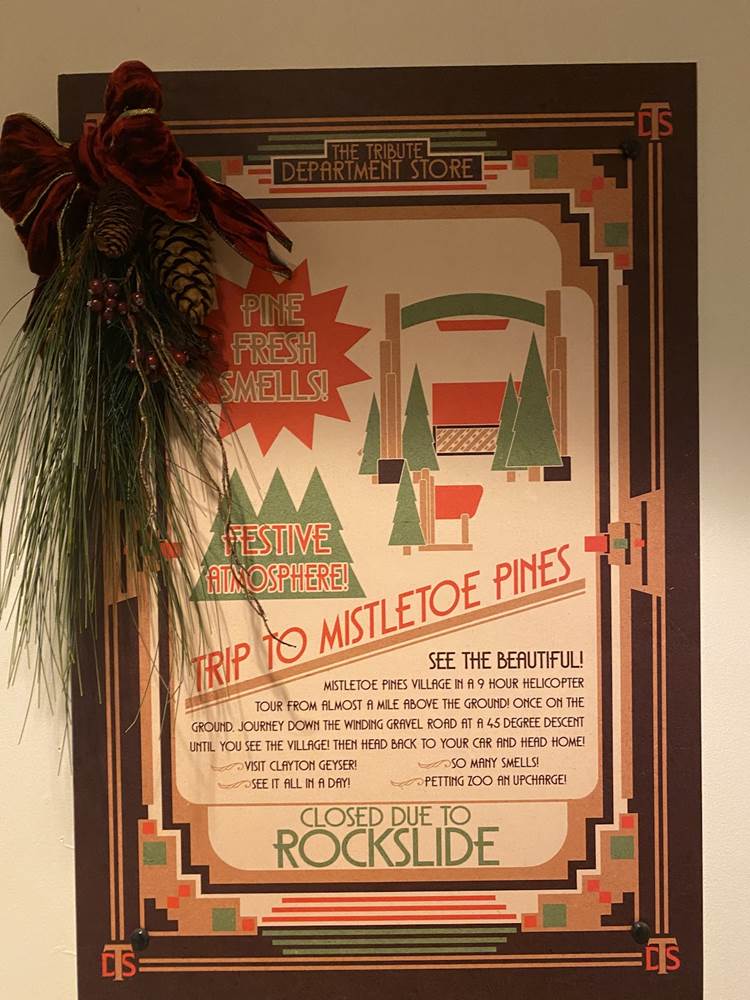 DTS
THE TRIBUTE
DEPARTMENT STORE
PINE
FRESH
SMELLS!
FESTIVE
ATMOSPHERE!
TRIP TO MISTLETOE PINES
SEE THE BEAUTIFUL!
MISTLETOE PINES VILLAGE IN A 9 HOUR HELICOPTER
TOUR FROM ALMOST A MILE ABOVE THE GROUND! ONCE ON THE
GROUND, JOURNEY DOWN THE WINDING GRAVEL ROAD AT A 45 DEGREE DESCENT
UNTIL YOU SEE THE VILLAGE! THEN HEAD BACK TO YOUR CAR AND HEAD HOME!
VISIT CLAYTON GEYSER!
SO MANY SMELLS!
SEE IT ALL IN A DAY!
PETTING ZOO AN UPCHARGE!
CLOSED DUE TO
ROCKSLIDE
DTS
DTS